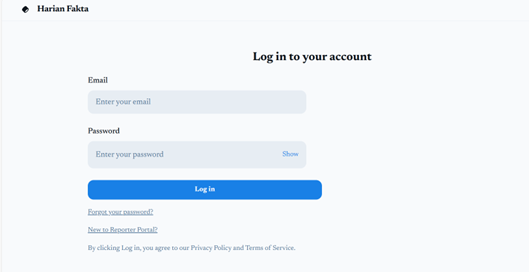 Harian Fakta
Log in to your account
Email
Enter your email
Password
Enter your password Show
Log in
Forgot your password?
New to Reporter Portal?
By clicking Log in, you agree to our Privacy Policy and Terms of Service.